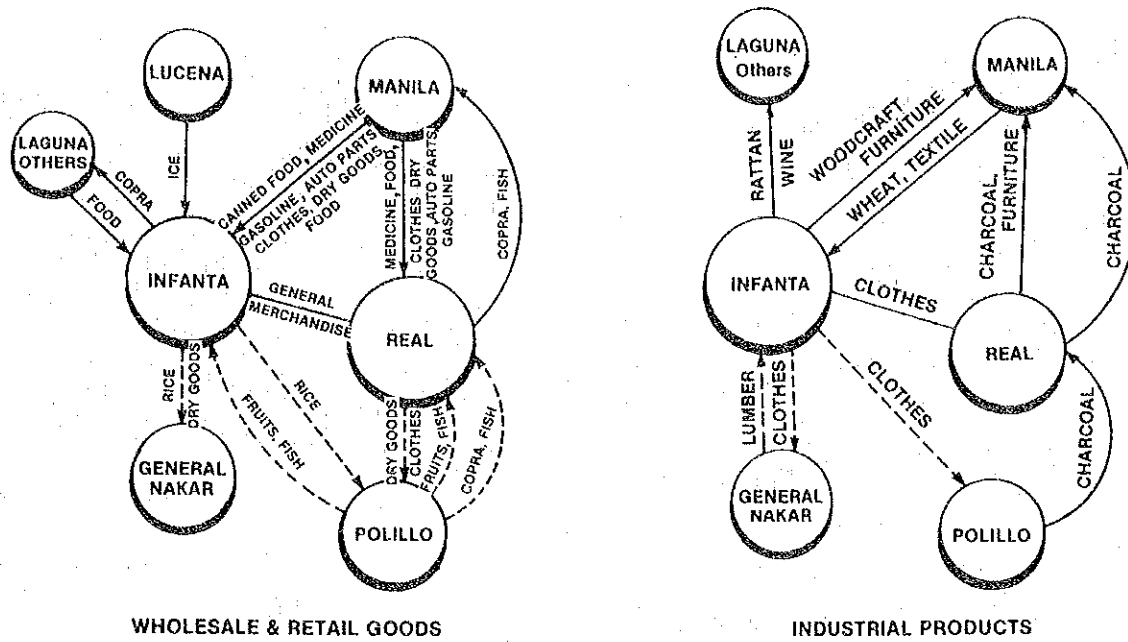 LUCENA
MANILA
LAGUNA
OTHERS
COPRA
FOOD
ICE
CANNED FOOD, MEDICINE
GASOLINE, AUTO PARTS
CLOTHES, DRY GOODS,
FOOD
MEDICINE, FOOD,
CLOTHES DRY
GOODS, AUTO PARTS,
GASOLINE
COPRA, FISH
INFANTA
GENERAL
MERCHANDISE
REAL
RICE
DRY GOODS
FRUITS, FISH
RICE
DRY GOODS
CLOTHES
FRUITS, FISH
COPRA, FISH
GENERAL
NAKAR
POLILLO
WHOLESALE & RETAIL GOODS
LAGUNA
Others
MANILA
RATTAN
WINE
WOODCRAFT
FURNITURE
WHEAT, TEXTILE
CHARCOAL,
FURNITURE
CHARCOAL
INFANTA
CLOTHES
REAL
LUMBER
CLOTHES
CLOTHES
CHARCOAL
GENERAL
NAKAR
POLILLO
INDUSTRIAL PRODUCTS